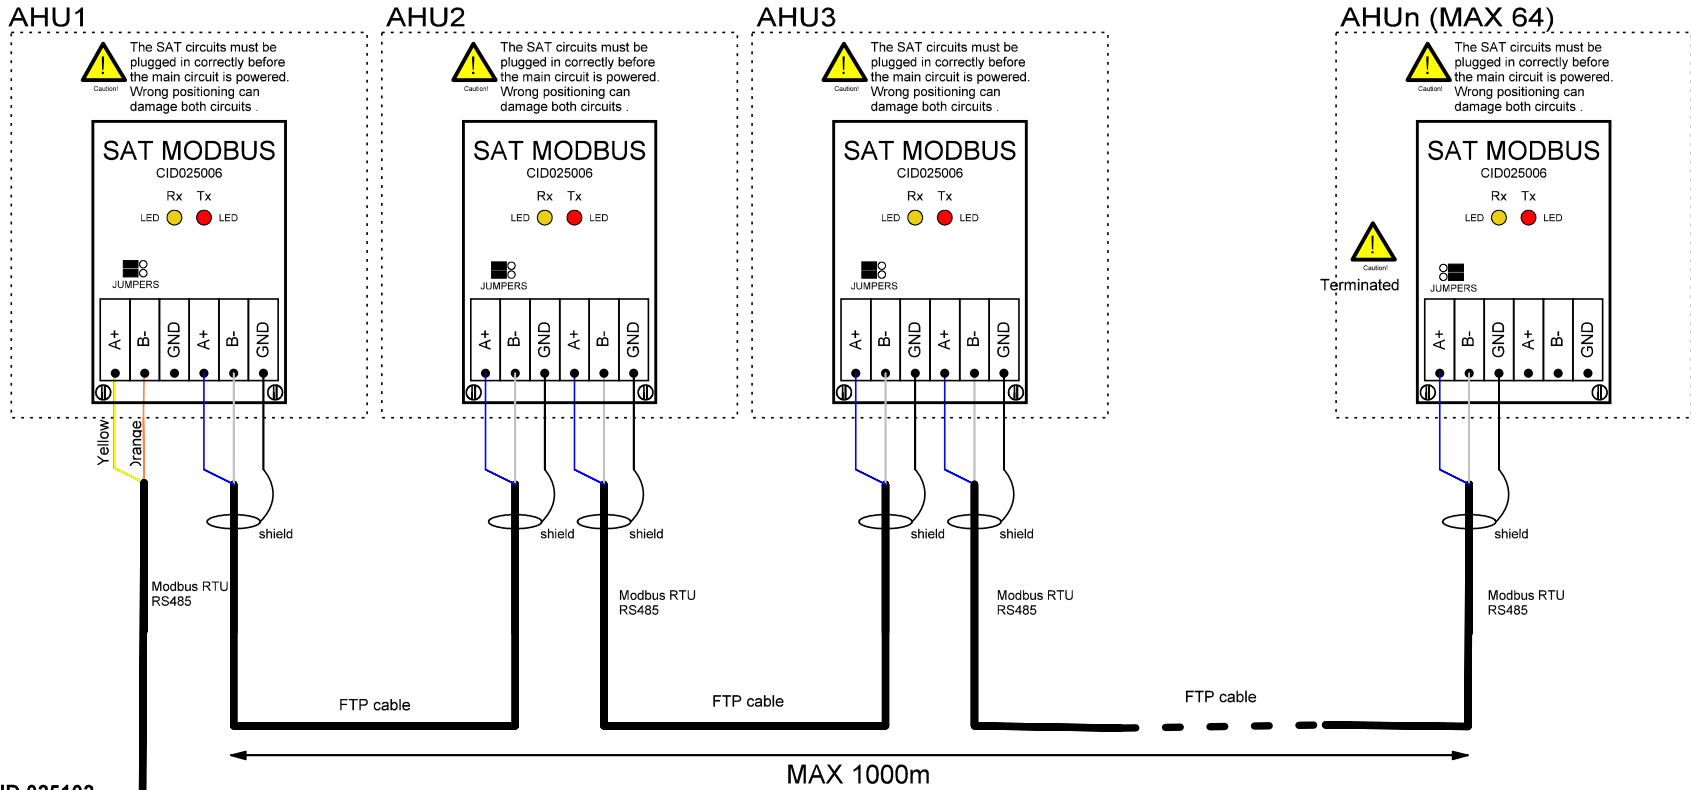 AHU1
The SAT circuits must be
plugged in correctly before
the main circuit is powered.
Wrong positioning can
damage both circuits .
Caution!
SAT MODBUS
CID025006
Rx Tx
LED LED
JUMPERS
A+ B- GND A+ B- GND
Yellow
shield
Modbus RTU
RS485
AHU2
The SAT circuits must be
plugged in correctly before
the main circuit is powered.
Wrong positioning can
damage both circuits .
Caution!
SAT MODBUS
CID025006
Rx Tx
LED LED
JUMPERS
A+ B- GND A+ B- GND
shield shield
Modbus RTU
RS485
AHU3
The SAT circuits must be
plugged in correctly before
the main circuit is powered.
Wrong positioning can
damage both circuits .
Caution!
SAT MODBUS
CID025006
Rx Tx
LED LED
JUMPERS
A+ B- GND A+ B- GND
shield shield
Modbus RTU
RS485
AHUn (MAX 64)
The SAT circuits must be
plugged in correctly before
the main circuit is powered.
Wrong positioning can
damage both circuits .
Caution!
SAT MODBUS
CID025006
Rx Tx
LED LED
Caution!
Terminated
JUMPERS
A+ B- GND A+ B- GND
shield
Modbus RTU
RS485
FTP cable
FTP cable
FTP cable
MAX 1000m